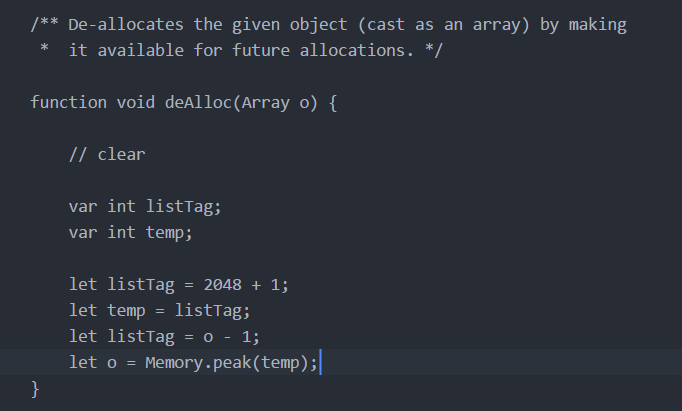 /** De-allocates the given object (cast as an array) by making
 *  it available for future allocations. */
function void deAlloc(Array o) {
    // clear
    var int listTag;
    var int temp;
    let listTag = 2048 + 1;
    let temp = listTag;
    let listTag = o - 1;
    let o = Memory.peak(temp);
}